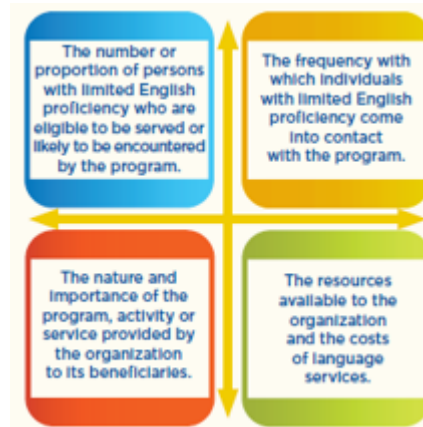 The number or
proportion of persons
with limited English
proficiency who are
eligible to be served or
likely to be encountered
by the program.
The frequency with
which individuals
with limited English
proficiency come
into contact
with the program.
The nature and
importance of the
program, activity or
service provided by
the organization
to its beneficiaries.
The resources
available to the
organization
and the costs
of language
services.